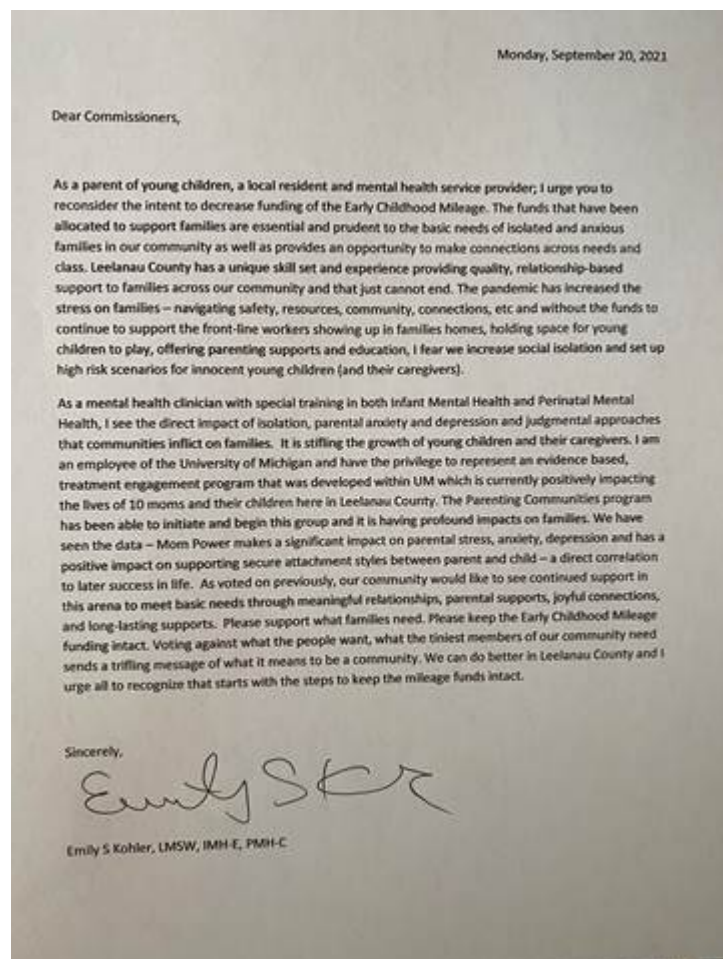 Monday, September 20, 2021
Dear Commissioners,
As a parent of young children, a local resident and mental health service provider; I urge you to
reconsider the intent to decrease funding of the Early Childhood Mileage. The funds that have been
allocated to support families are essential and prudent to the basic needs of isolated and anxious
families in our community as well as provides an opportunity to make connections across needs and
class. Leelanau County has a unique skill set and experience providing quality, relationship-based
support to families across our community and that just cannot end. The pandemic has increased the
stress on families – navigating safety, resources, community, connections, etc and without the funds to
continue to support the front-line workers showing up in families homes, holding space for young
children to play, offering parenting supports and education, I fear we increase social isolation and set up
high risk scenarios for innocent young children (and their caregivers).
As a mental health clinician with special training in both Infant Mental Health and Perinatal Mental
Health, I see the direct impact of isolation, parental anxiety and depression and judgmental approaches
that communities inflict on families. It is stifling the growth of young children and their caregivers. I am
an employee of the University of Michigan and have the privilege to represent an evidence based,
treatment engagement program that was developed within UM which is currently positively impacting
the lives of 10 moms and their children here in Leelanau County. The Parenting Communities program
has been able to initiate and begin this group and it is having profound impacts on families. We have
seen the data – Mom Power makes a significant impact on parental stress, anxiety, depression and has a
positive impact on supporting secure attachment styles between parent and child – a direct correlation
to later success in life. As voted on previously, our community would like to see continued support in
this arena to meet basic needs through meaningful relationships, parental supports, joyful connections,
and long-lasting supports. Please support what families need. Please keep the Early Childhood Mileage
funding intact. Voting against what the people want, what the tiniest members of our community need
sends a trifling message of what it means to be a community. We can do better in Leelanau County and I
urge all to recognize that starts with the steps to keep the mileage funds intact.
Sincerely,
Emily S K
Emily S Kohler, LMSW, IMH-E, PMH-C